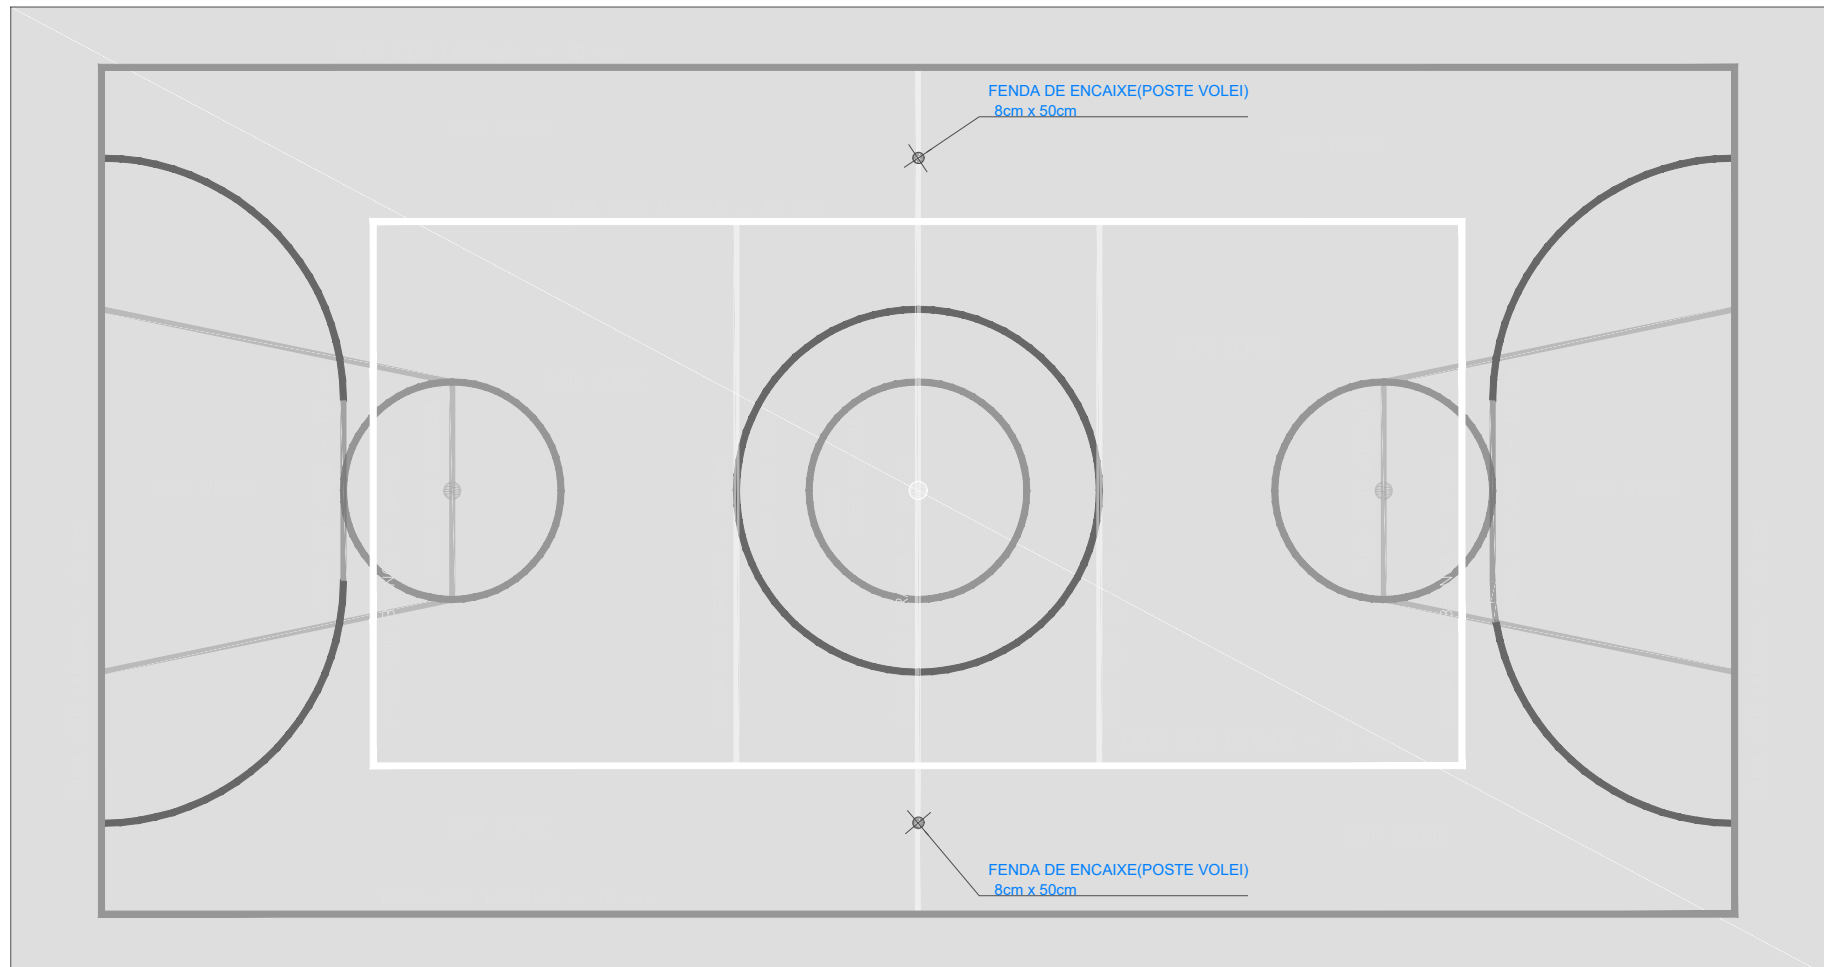 FENDA DE ENCAIXE(POSTE VOLEI)
8cm x 50cm
FENDA DE ENCAIXE(POSTE VOLEI)
8cm x 50cm